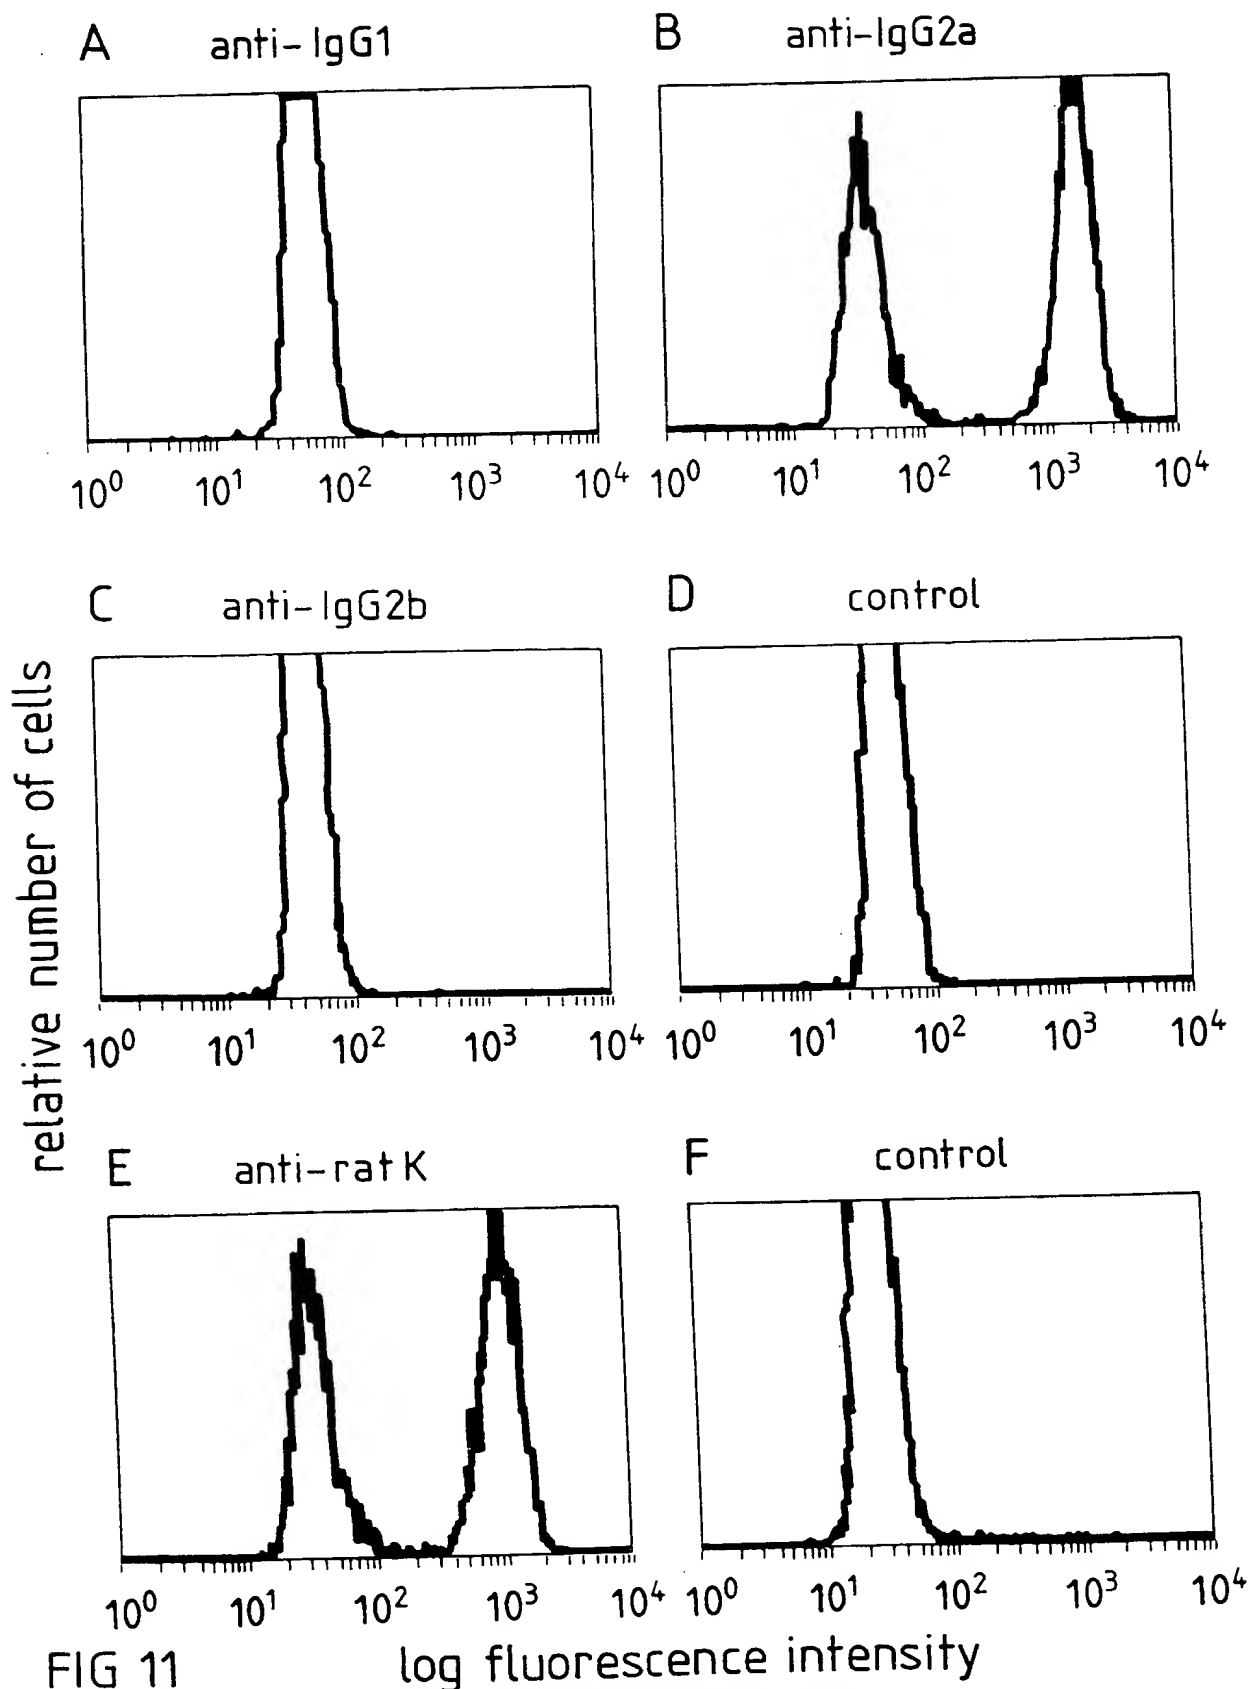 A anti-IgG1
B anti-IgG2a
10⁰ 10¹ 10² 10³ 10⁴
10⁰ 10¹ 10² 10³ 10⁴
C anti-IgG2b
D control
10⁰ 10¹ 10² 10³ 10⁴
10⁰ 10¹ 10² 10³ 10⁴
relative number of cells
E anti-rat K
F control
10⁰ 10¹ 10² 10³ 10⁴
10⁰ 10¹ 10² 10³ 10⁴
FIG 11
log fluorescence intensity